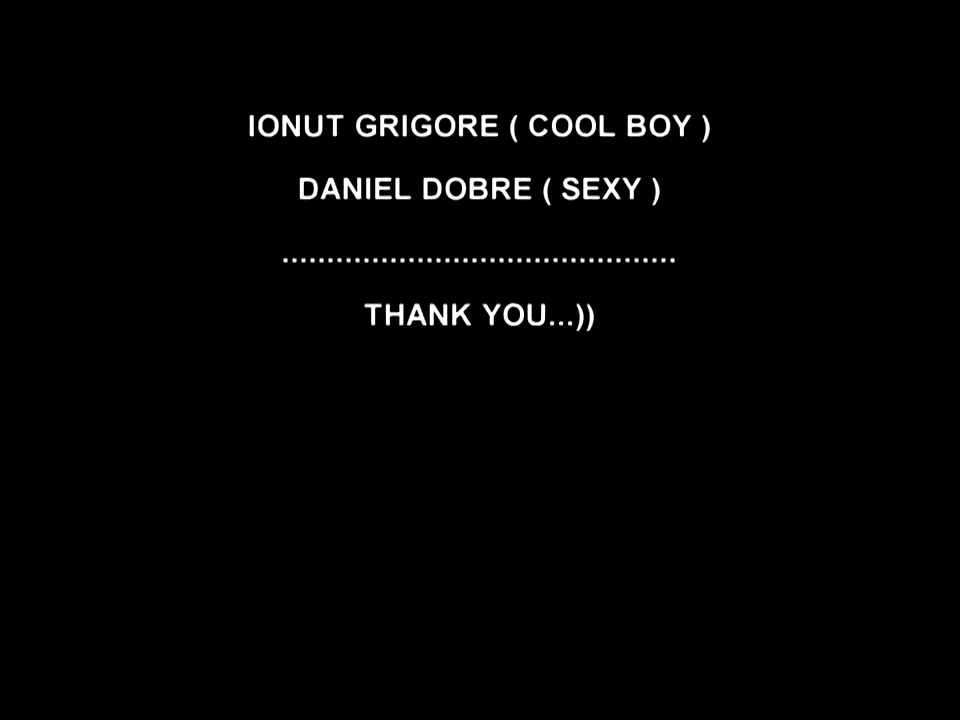 IONUT GRIGORE ( COOL BOY )
DANIEL DOBRE ( SEXY )
............................................
THANK YOU...))